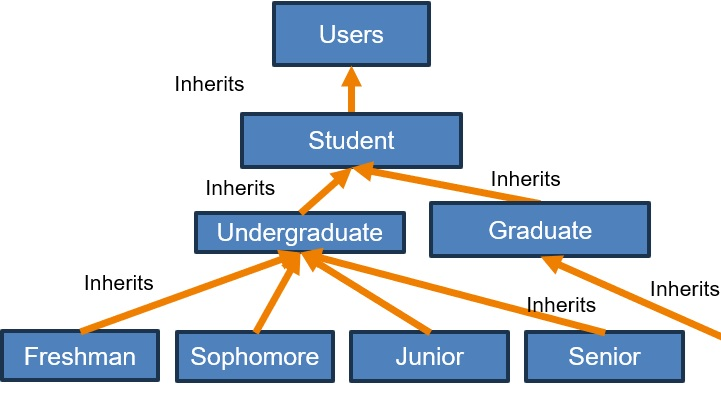 Users
Inherits
Student
Inherits
Inherits
Undergraduate
Graduate
Inherits
Inherits
Inherits
Freshman
Sophomore
Junior
Senior